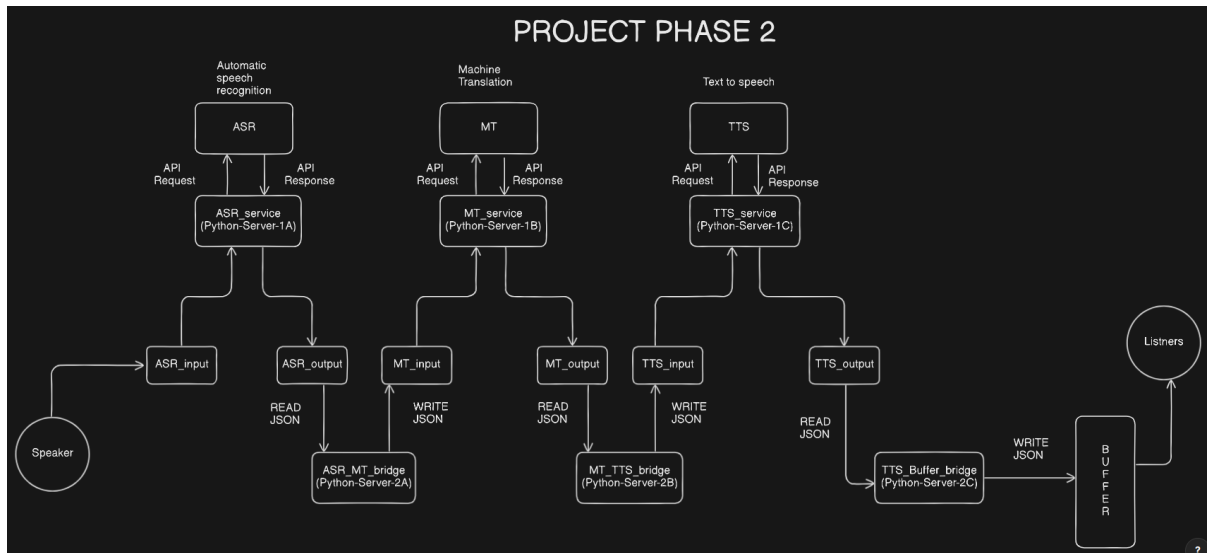 PROJECT PHASE 2
Automatic
speech
recognition
Machine
Translation
Text to speech
ASR
MT
TTS
API
Request
API
Response
API
Request
API
Response
API
Request
API
Response
ASR_service
(Python-Server-1A)
MT_service
(Python-Server-1B)
TTS_service
(Python-Server-1C)
Listners
ASR_input
ASR_output
MT_input
MT_output
TTS_input
TTS_output
READ
JSON
WRITE
JSON
READ
JSON
WRITE
JSON
READ
JSON
Speaker
ASR_MT_bridge
(Python-Server-2A)
MT_TTS_bridge
(Python-Server-2B)
TTS_Buffer_bridge
(Python-Server-2C)
WRITE
JSON
B
U
F
F
E
R
?